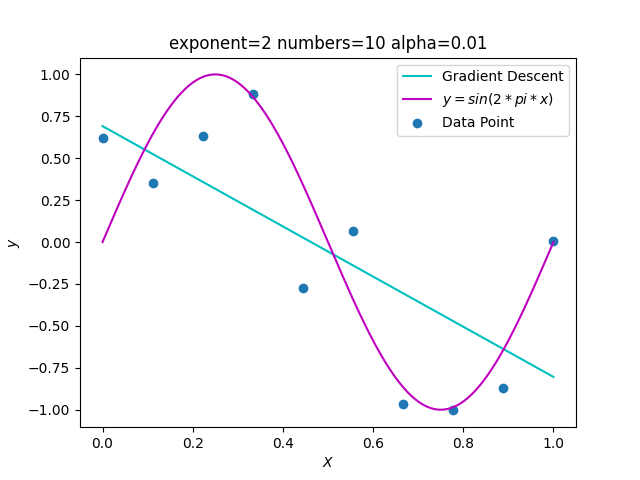 exponent=2 numbers=10 alpha=0.01
Gradient Descent
y = sin(2 * pi * x)
Data Point
1.00
0.75
0.50
0.25
0.00
−0.25
−0.50
−0.75
−1.00
y
0.0 0.2 0.4 0.6 0.8 1.0
X